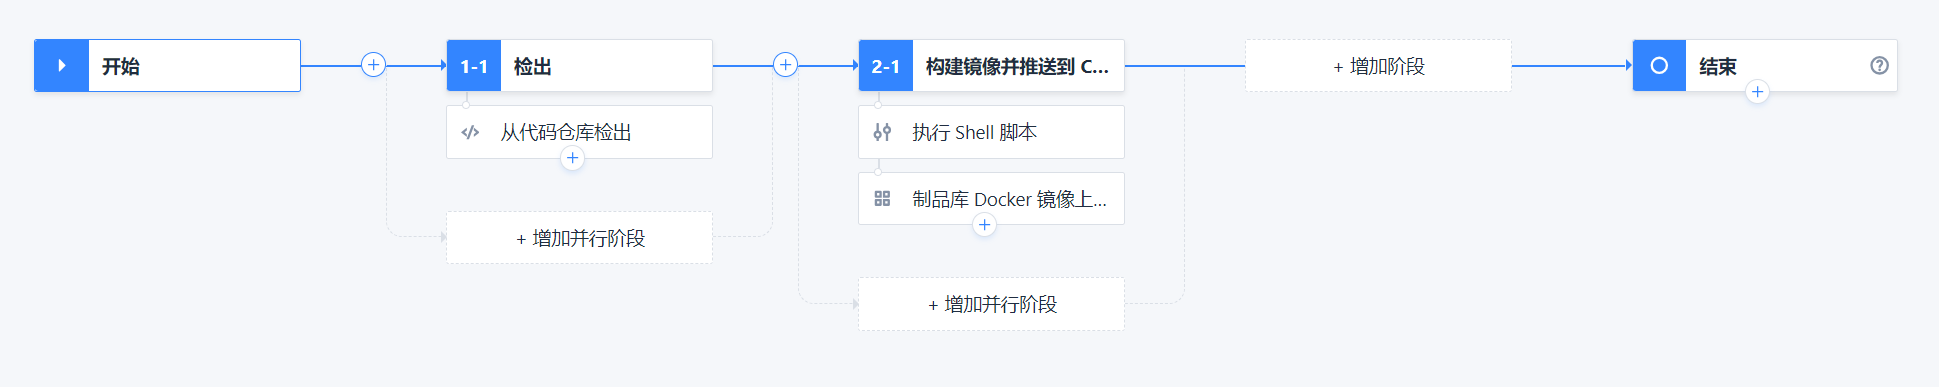 开始
1-1 检出
从代码仓库检出
+ 增加并行阶段
2-1 构建镜像并推送到 C...
执行 Shell 脚本
制品库 Docker 镜像上...
+ 增加并行阶段
+ 增加阶段
结束